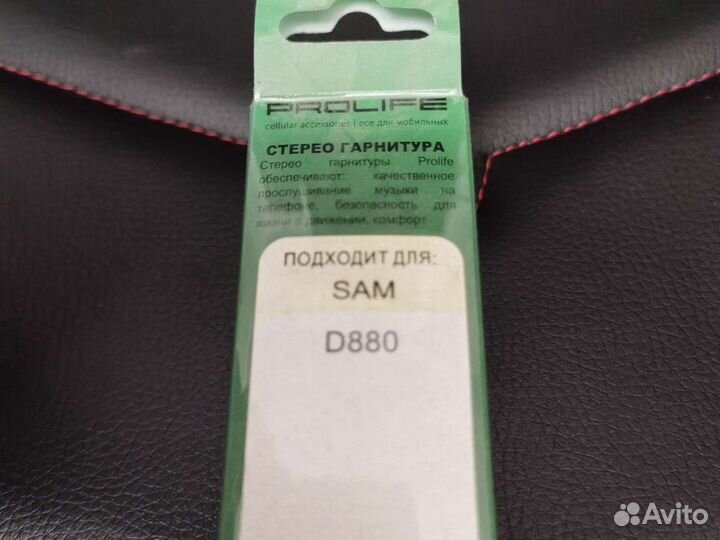 PROLIFE
cellular accessories | все для мобильных
СТЕРЕО ГАРНИТУРА
Стерео гарнитуры Prolife
обеспечивают: качественное
прослушивание музыки на
телефоне, безопасность для
жизни в движении, комфорт
ПОДХОДИТ ДЛЯ:
SAM
D880
Avito